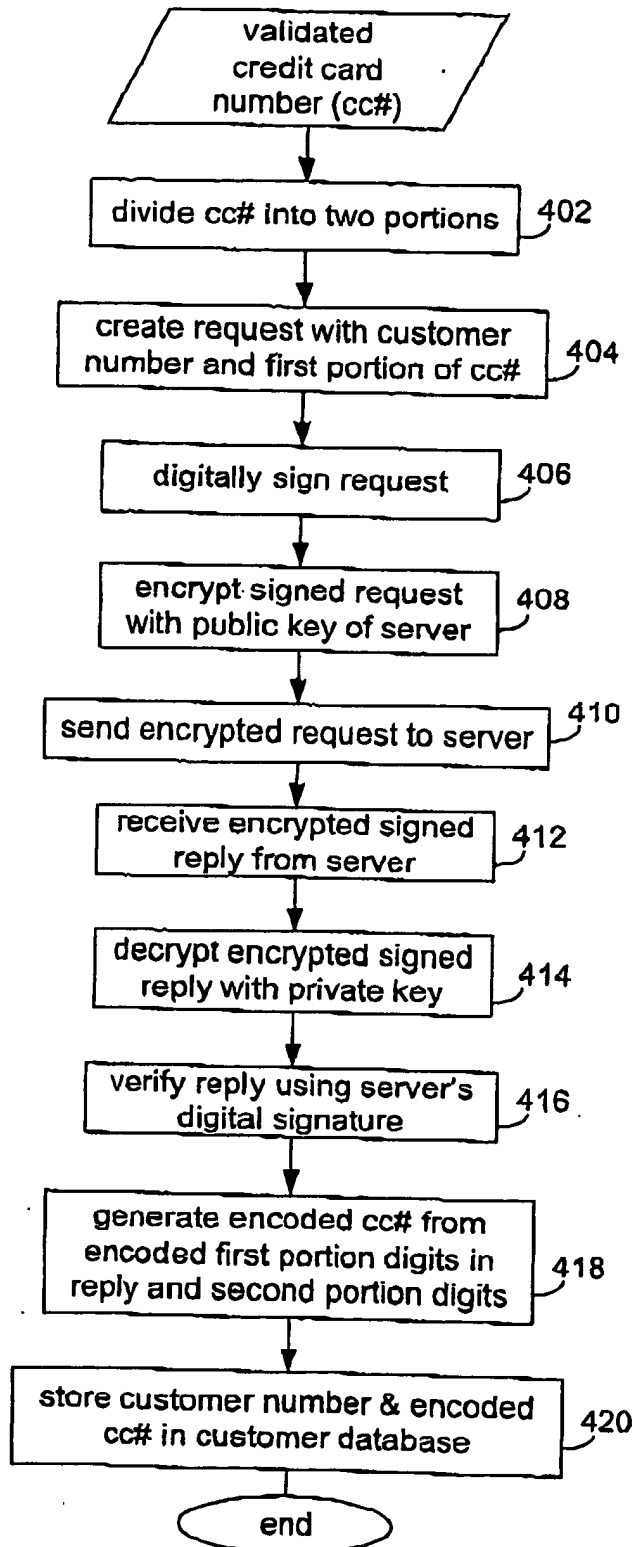 validated
credit card
number (cc#)
divide cc# into two portions
402
create request with customer
number and first portion of cc#
404
digitally sign request
406
encrypt signed request
with public key of server
408
send encrypted request to server
410
receive encrypted signed
reply from server
412
decrypt encrypted signed
reply with private key
414
verify reply using server's
digital signature
416
generate encoded cc# from
encoded first portion digits in
reply and second portion digits
418
store customer number & encoded
cc# in customer database
420
end